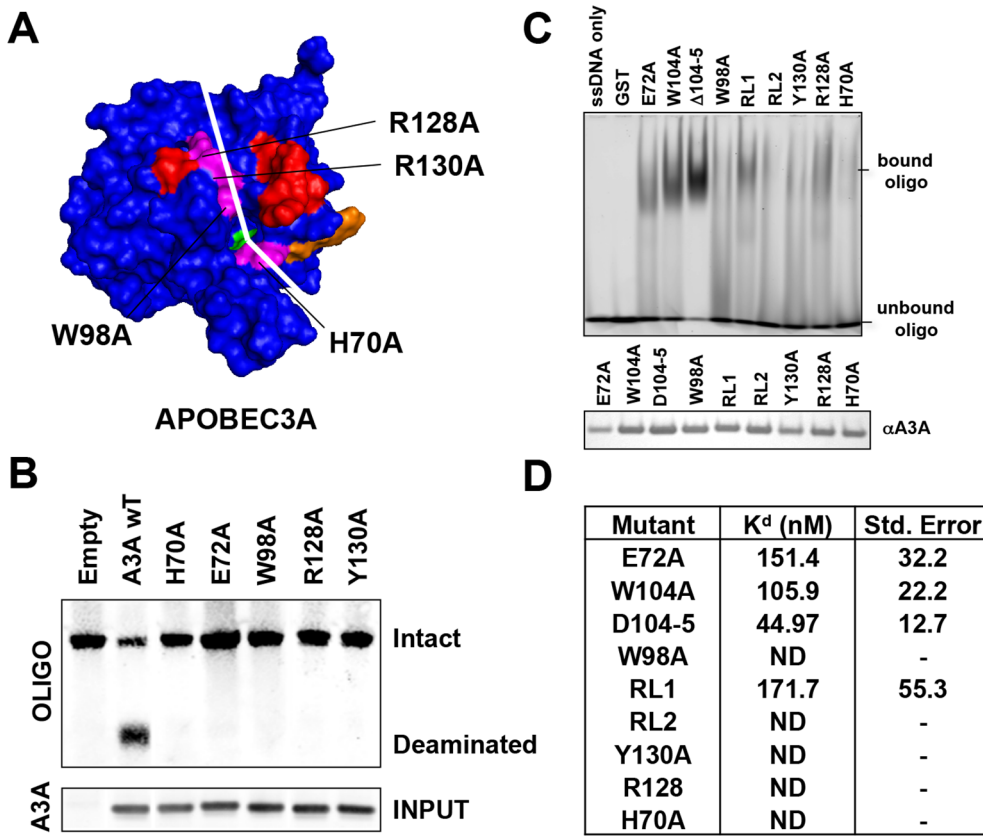 A
R128A
R130A
W98A
H70A
APOBEC3A
B
Empty
A3A wT
H70A
E72A
W98A
R128A
Y130A
OLIGO
Intact
Deaminated
A3A
INPUT
C
ssDNA only
GST
E72A
W104A
Δ104-5
W98A
RL1
RL2
Y130A
R128A
H70A
bound
oligo
unbound
oligo
E72A
W104A
D104-5
W98A
RL1
RL2
Y130A
R128A
H70A
αA3A
D
Mutant Kd (nM) Std. Error
E72A 151.4 32.2
W104A 105.9 22.2
D104-5 44.97 12.7
W98A ND -
RL1 171.7 55.3
RL2 ND -
Y130A ND -
R128 ND -
H70A ND -